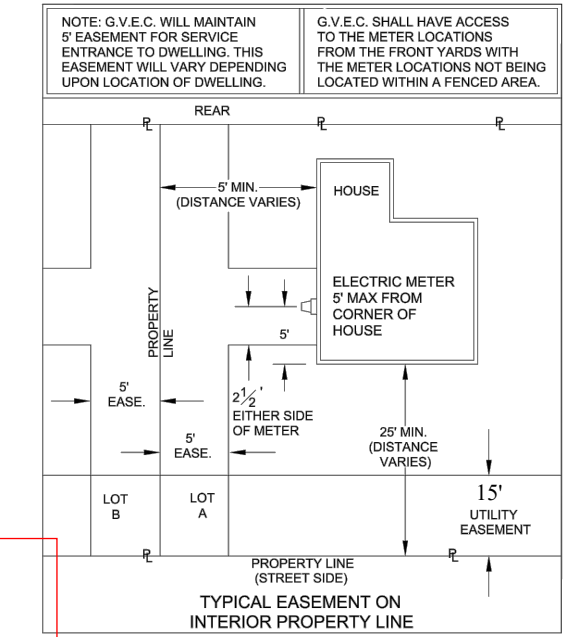 NOTE: G.V.E.C. WILL MAINTAIN
5' EASEMENT FOR SERVICE
ENTRANCE TO DWELLING. THIS
EASEMENT WILL VARY DEPENDING
UPON LOCATION OF DWELLING.
G.V.E.C. SHALL HAVE ACCESS
TO THE METER LOCATIONS
FROM THE FRONT YARDS WITH
THE METER LOCATIONS NOT BEING
LOCATED WITHIN A FENCED AREA.
REAR
PL
PL
PL
5' MIN.
(DISTANCE VARIES)
HOUSE
ELECTRIC METER
5' MAX FROM
CORNER OF
HOUSE
PROPERTY
LINE
5'
5'
EASE.
2 1/2'
EITHER SIDE
OF METER
5'
EASE.
25' MIN.
(DISTANCE
VARIES)
LOT
B
LOT
A
15'
UTILITY
EASEMENT
PL
PL
PROPERTY LINE
(STREET SIDE)
TYPICAL EASEMENT ON
INTERIOR PROPERTY LINE